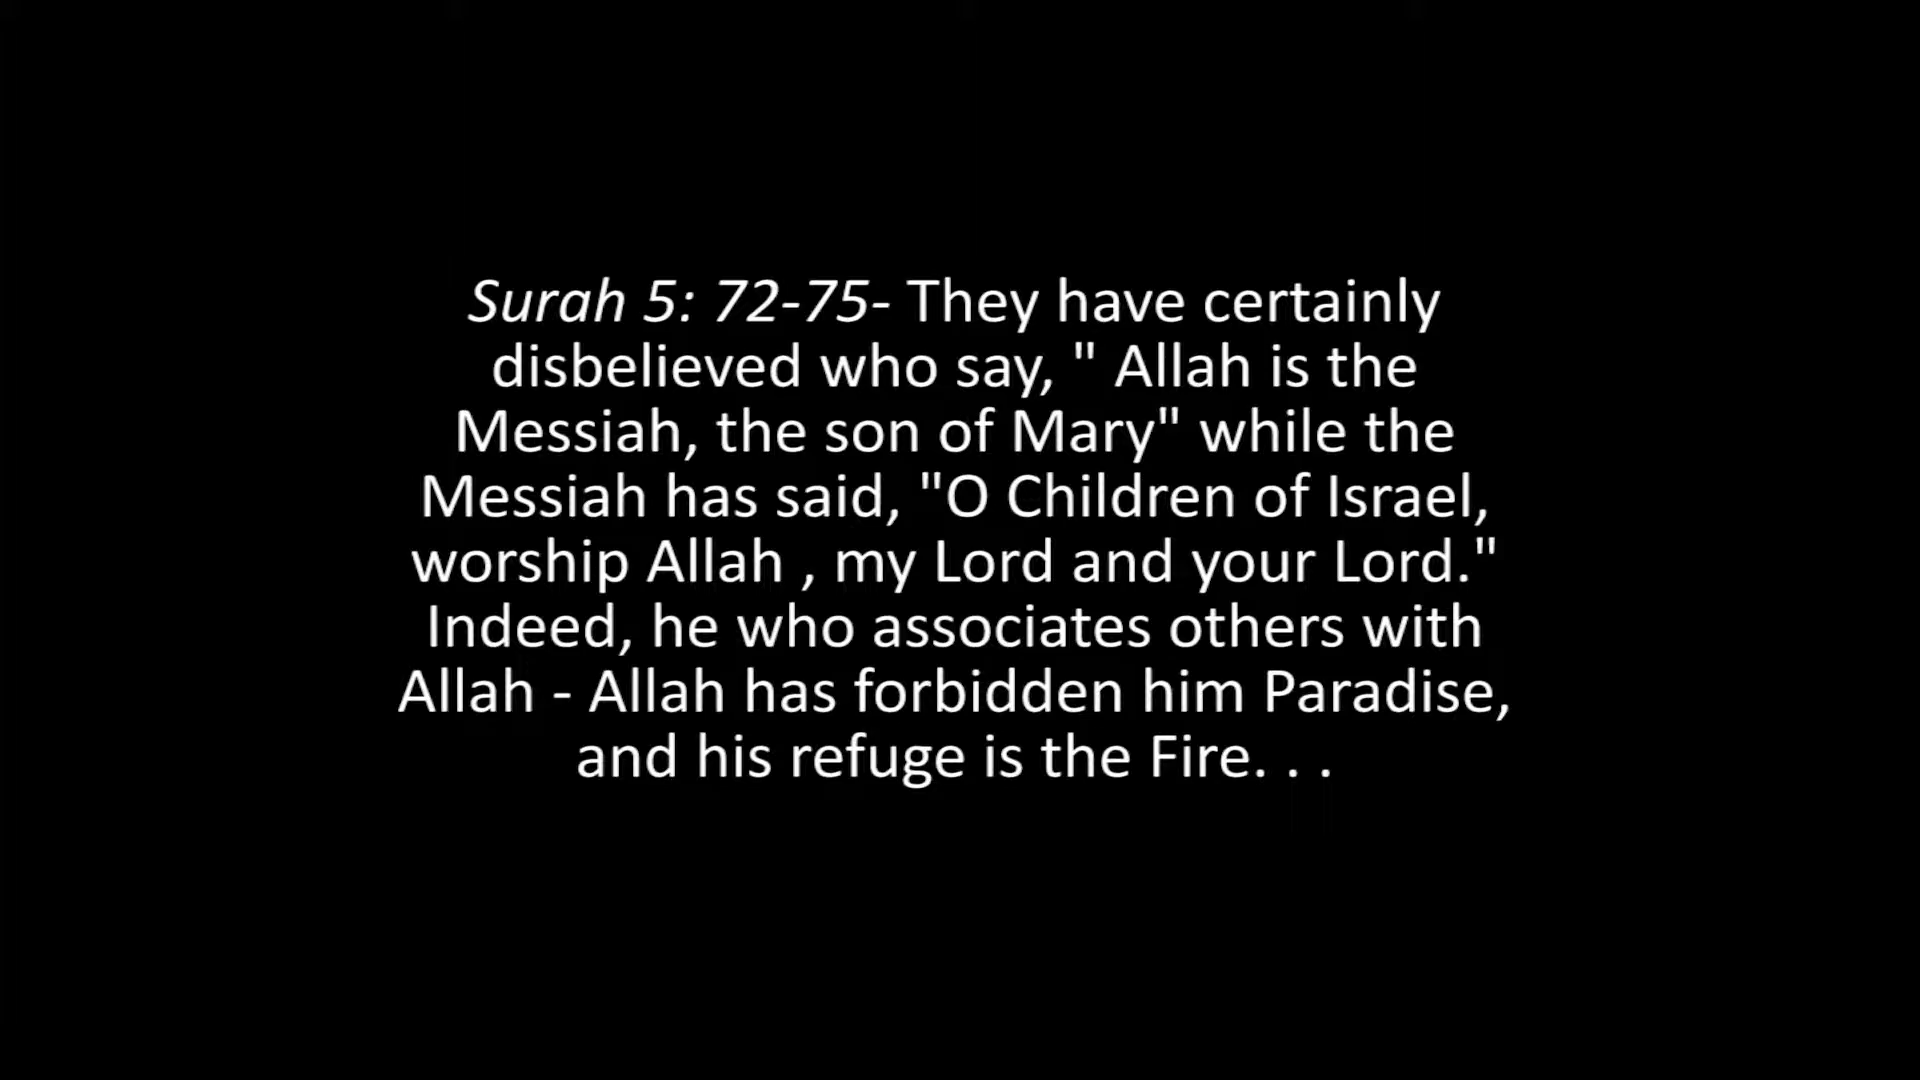 Surah 5: 72-75- They have certainly
disbelieved who say, " Allah is the
Messiah, the son of Mary" while the
Messiah has said, "O Children of Israel,
worship Allah , my Lord and your Lord."
Indeed, he who associates others with
Allah - Allah has forbidden him Paradise,
and his refuge is the Fire. . .